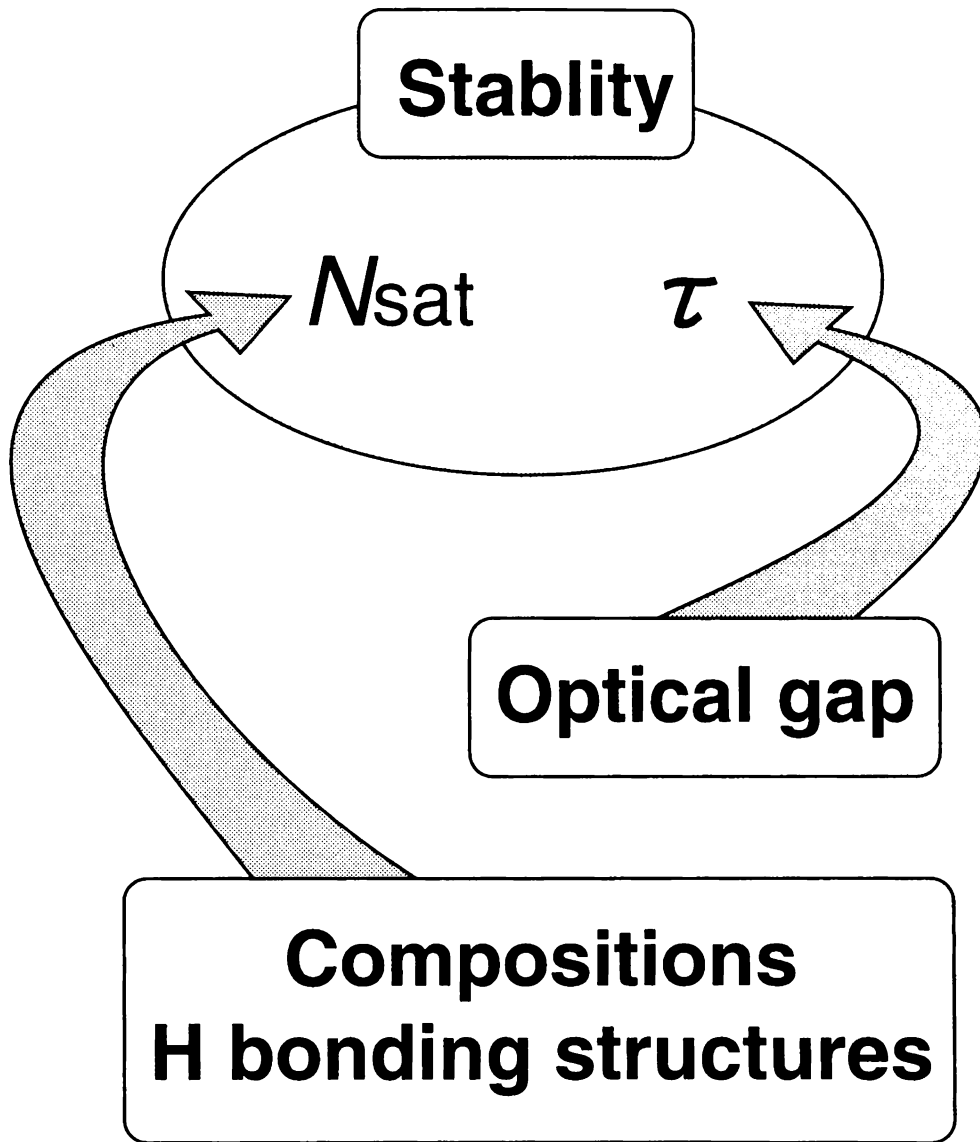 Stablity
Nsat τ
Optical gap
Compositions
H bonding structures